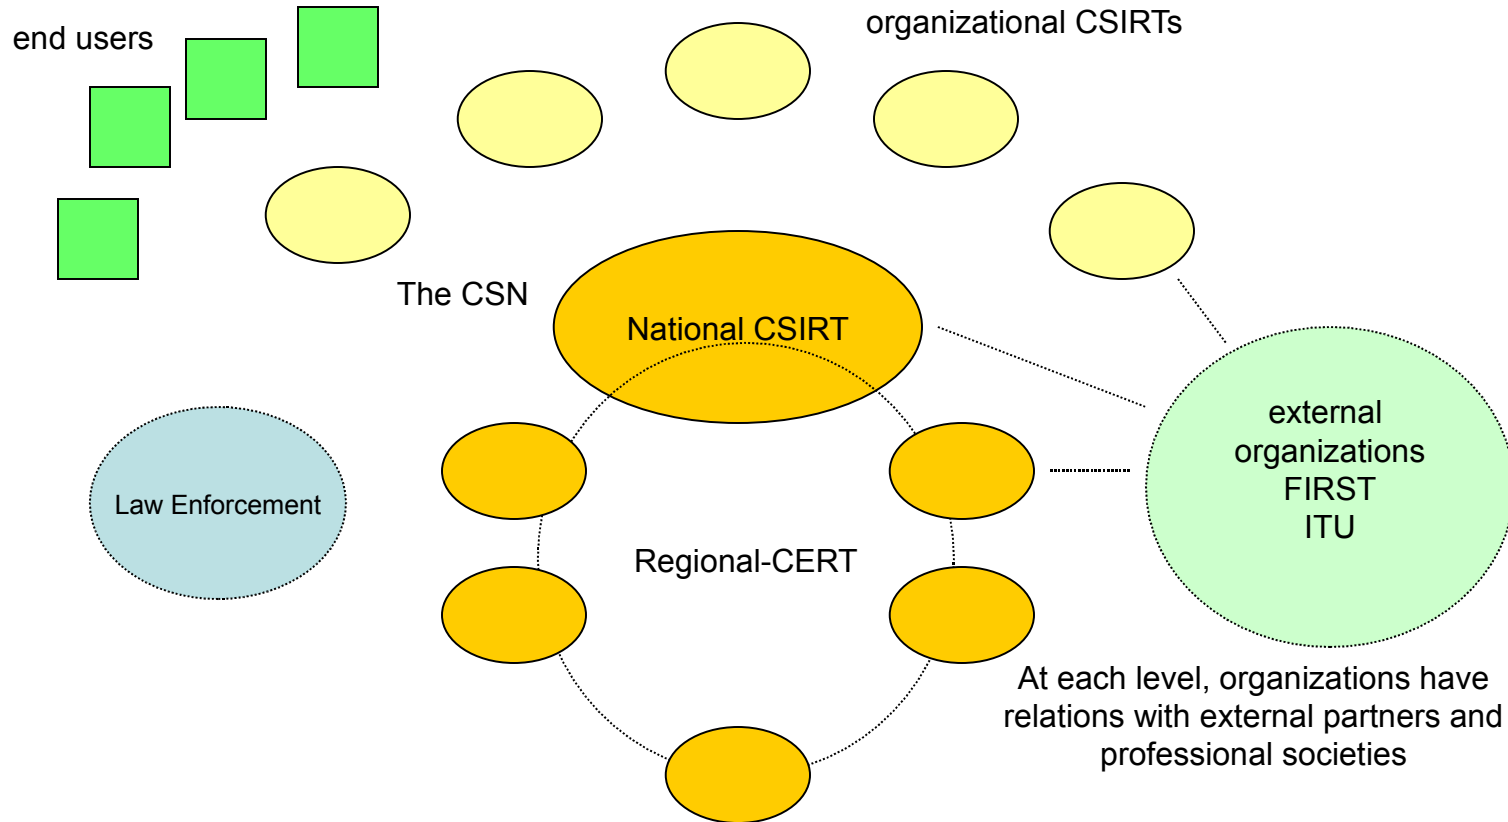 end users
organizational CSIRTs
The CSN
National CSIRT
Law Enforcement
Regional-CERT
external
organizations
FIRST
ITU
At each level, organizations have
relations with external partners and
professional societies